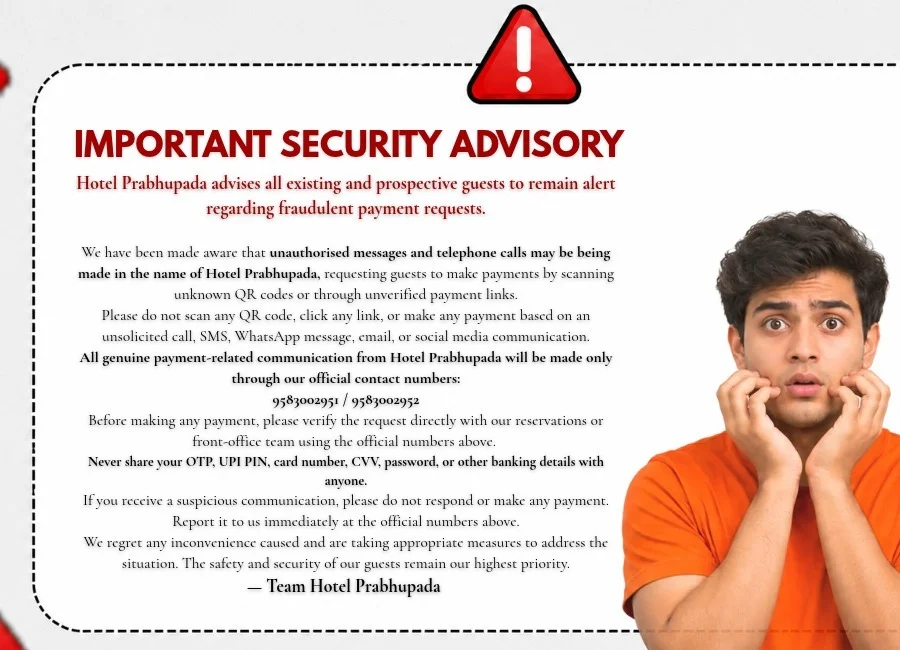 IMPORTANT SECURITY ADVISORY
Hotel Prabhupada advises all existing and prospective guests to remain alert
regarding fraudulent payment requests.
We have been made aware that unauthorised messages and telephone calls may be being
made in the name of Hotel Prabhupada, requesting guests to make payments by scanning
unknown QR codes or through unverified payment links.
Please do not scan any QR code, click any link, or make any payment based on an
unsolicited call, SMS, WhatsApp message, email, or social media communication.
All genuine payment-related communication from Hotel Prabhupada will be made only
through our official contact numbers:
9583002951 / 9583002952
Before making any payment, please verify the request directly with our reservations or
front-office team using the official numbers above.
Never share your OTP, UPI PIN, card number, CVV, password, or other banking details with
anyone.
If you receive a suspicious communication, please do not respond or make any payment.
Report it to us immediately at the official numbers above.
We regret any inconvenience caused and are taking appropriate measures to address the
situation. The safety and security of our guests remain our highest priority.
— Team Hotel Prabhupada